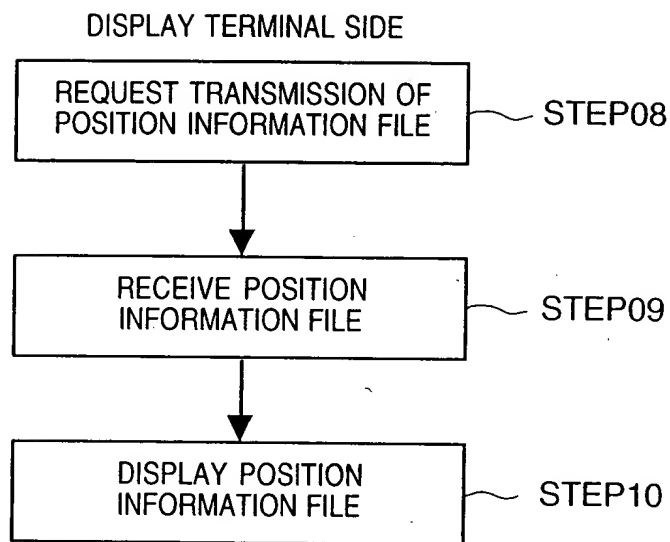 DISPLAY TERMINAL SIDE
REQUEST TRANSMISSION OF
POSITION INFORMATION FILE
STEP08
RECEIVE POSITION
INFORMATION FILE
STEP09
DISPLAY POSITION
INFORMATION FILE
STEP10